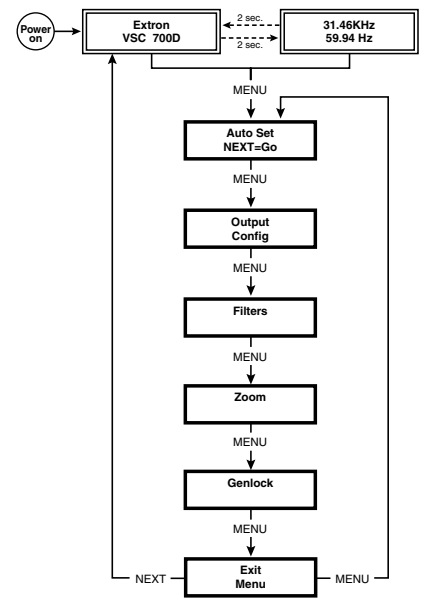 Power
on
Extron
VSC 700D
2 sec.
2 sec.
31.46KHz
59.94 Hz
MENU
Auto Set
NEXT=Go
MENU
Output
Config
MENU
Filters
MENU
Zoom
MENU
Genlock
MENU
NEXT
Exit
Menu
MENU